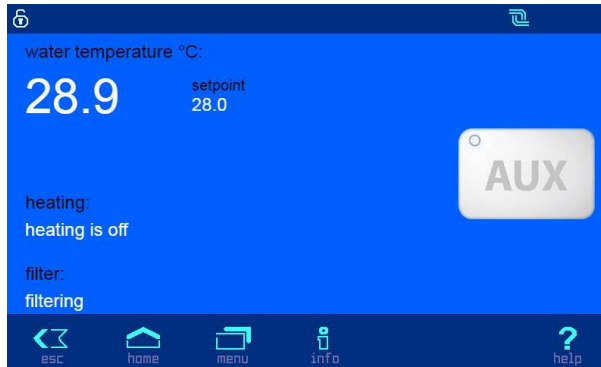 water temperature °C:
28.9
setpoint
28.0
AUX
heating:
heating is off
filter:
filtering
esc home menu info help